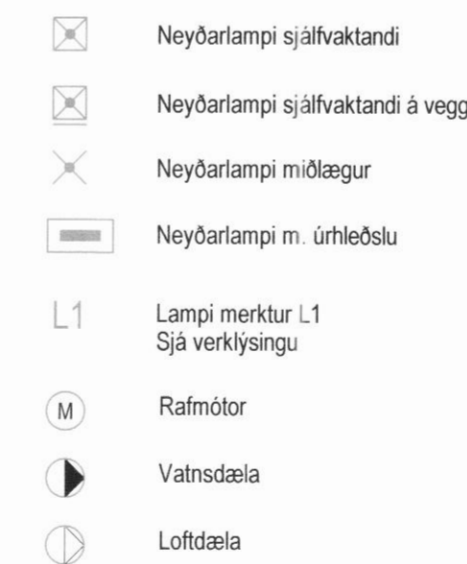 Neyðarlampi sjálfvaktandi
Neyðarlampi sjálfvaktandi á vegg
Neyðarlampi miðlægur
Neyðarlampi m. úrhleðslu
L1 Lampi merktur L1
Sjá verklýsingu
M Rafmótor
Vatnsdæla
Loftdæla